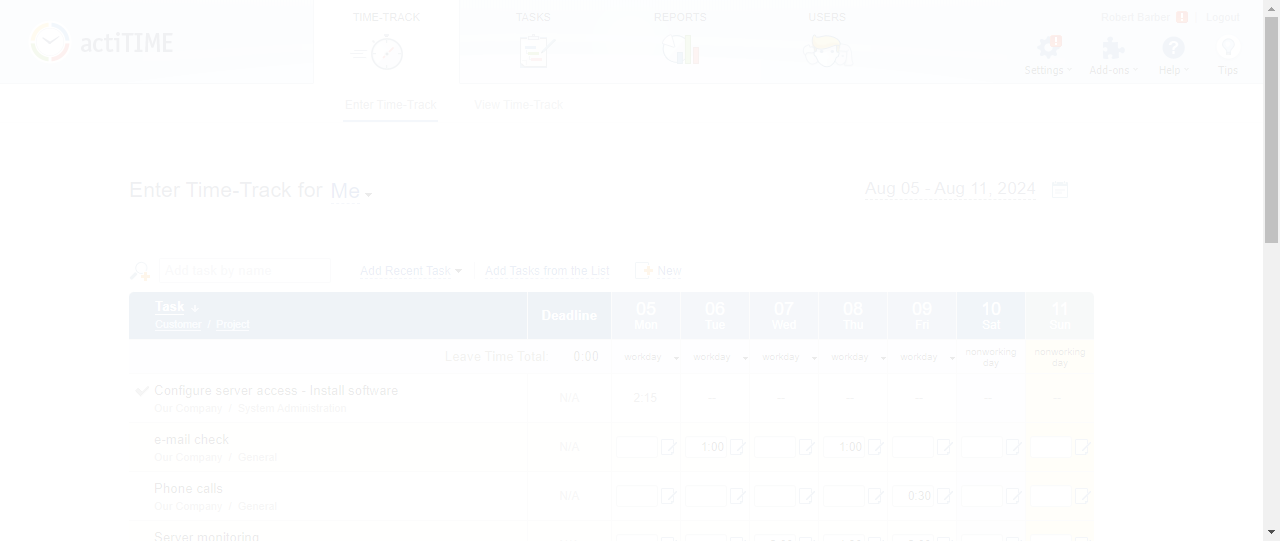 TIME-TRACK TASKS REPORTS USERS Robert Barber ! Logout
actiTIME
Settings Add-ons Help Tips
Enter Time-Track View Time-Track
Enter Time-Track for Me Aug 05 - Aug 11, 2024
Add task by name Add Recent Task Add Tasks from the List New
Task Deadline 05 06 07 08 09 10 11
Customer / Project Mon Tue Wed Thu Fri Sat Sun
Leave Time Total 0:00 workday workday workday workday workday nonworking day nonworking day
Configure server access - Install software N/A 2:15 — — — — — —
Our Company / System Administration
e-mail check N/A 1:00 1:00
Our Company / General
Phone calls N/A 0:30
Our Company / General
Server monitoring